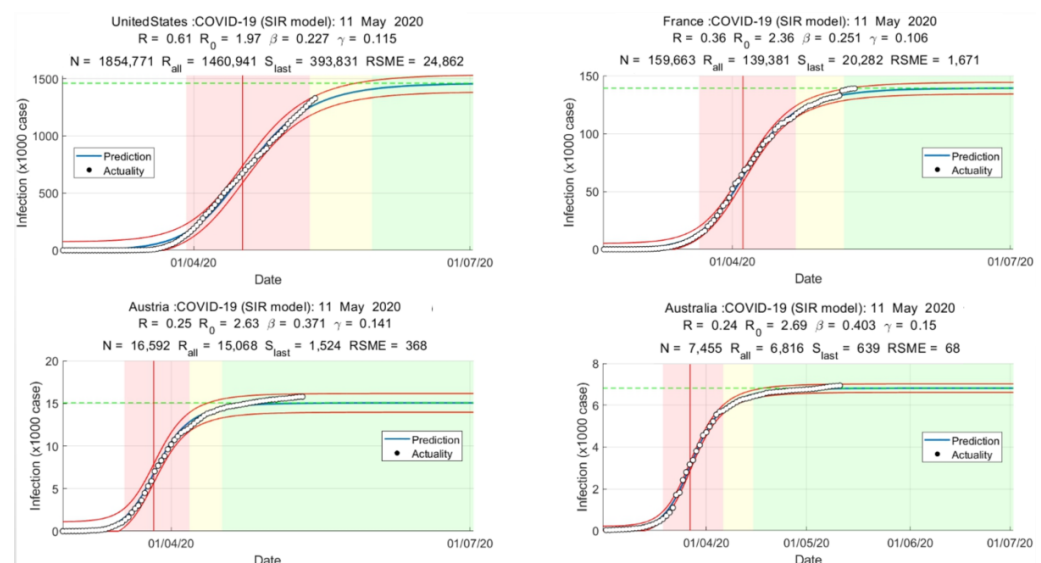 UnitedStates :COVID-19 (SIR model): 11 May 2020
R = 0.61 R0 = 1.97 β = 0.227 γ = 0.115
N = 1854,771 Rall = 1460,941 Slast = 393,831 RSME = 24,862
1500
1000
500
0
Infection (x1000 case)
Prediction
Actuality
01/04/20
01/07/20
Date
France :COVID-19 (SIR model): 11 May 2020
R = 0.36 R0 = 2.36 β = 0.251 γ = 0.106
N = 159,663 Rall = 139,381 Slast = 20,282 RSME = 1,671
150
100
50
0
Infection (x1000 case)
Prediction
Actuality
01/04/20
01/07/20
Date
Austria :COVID-19 (SIR model): 11 May 2020
R = 0.25 R0 = 2.63 β = 0.371 γ = 0.141
N = 16,592 Rall = 15,068 Slast = 1,524 RSME = 368
20
15
10
5
0
Infection (x1000 case)
Prediction
Actuality
01/04/20
01/07/20
Date
Australia :COVID-19 (SIR model): 11 May 2020
R = 0.24 R0 = 2.69 β = 0.403 γ = 0.15
N = 7,455 Rall = 6,816 Slast = 639 RSME = 68
8
6
4
2
0
Infection (x1000 case)
Prediction
Actuality
01/04/20
01/05/20
01/06/20
01/07/20
Date